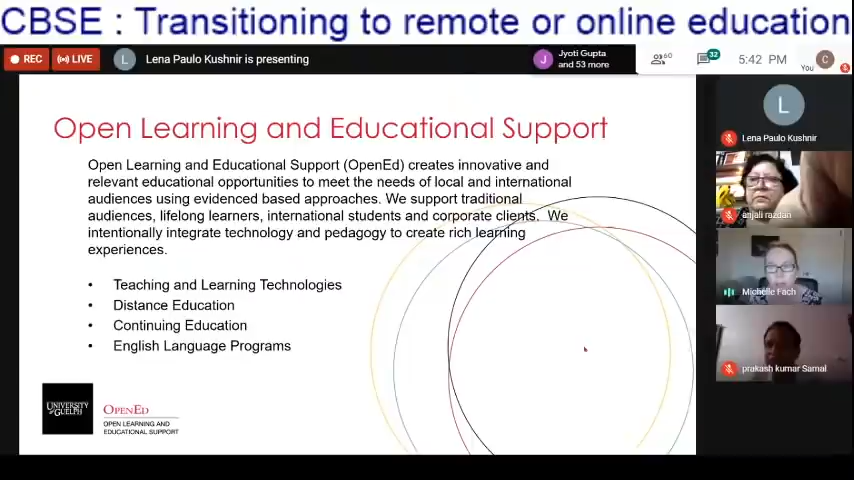 CBSE : Transitioning to remote or online education
REC
LIVE
L
Lena Paulo Kushnir is presenting
J
Jyoti Gupta
and 53 more
60
32
5:42 PM
You
C
Open Learning and Educational Support
Open Learning and Educational Support (OpenEd) creates innovative and
relevant educational opportunities to meet the needs of local and international
audiences using evidenced based approaches. We support traditional
audiences, lifelong learners, international students and corporate clients. We
intentionally integrate technology and pedagogy to create rich learning
experiences.
• Teaching and Learning Technologies
• Distance Education
• Continuing Education
• English Language Programs
UNIVERSITY
of GUELPH
OPENED
OPEN LEARNING AND
EDUCATIONAL SUPPORT
L
Lena Paulo Kushnir
anjali razdan
Michelle Fach
prakash kumar Samal